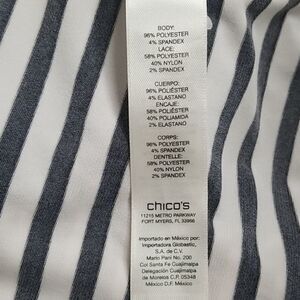 BODY:
96% POLYESTER
4% SPANDEX
LACE:
58% POLYESTER
40% NYLON
2% SPANDEX
CUERPO:
96% POLIÉSTER
4% ELASTANO
ENCAJE:
58% POLIÉSTER
40% POLIAMIDA
2% ELASTANO
CORPS:
96% POLYESTER
4% SPANDEX
DENTELLE:
58% POLYESTER
40% NYLON
2% SPANDEX
chico's
11215 METRO PARKWAY
FORT MYERS, FL 33966
Importado en México por:
Importadora Globastic,
S.A. de C.V.
Mario Pani No. 200
Col Santa Fe Cuajimalpa
Delegación Cuajimalpa
de Morelos C.P. 05348
México D.F. México